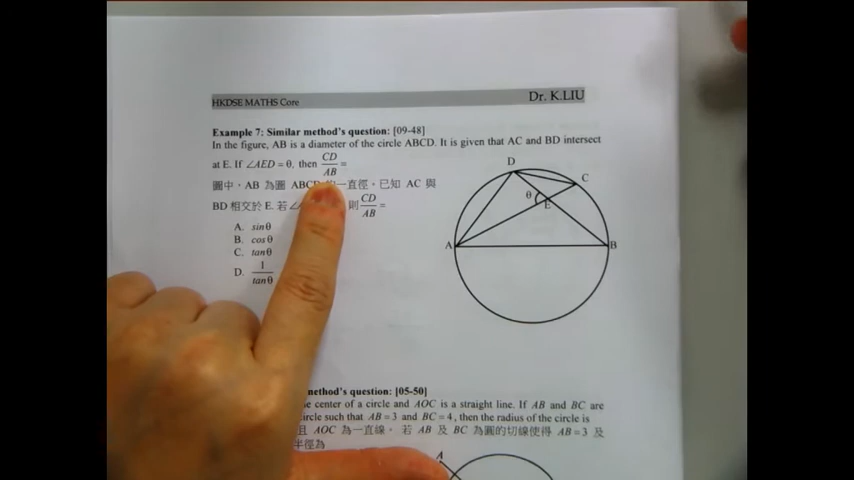 HKDSE MATHS Core
Dr. K.LIU
Example 7: Similar method's question: [09-48]
In the figure, AB is a diameter of the circle ABCD. It is given that AC and BD intersect
at E. If ∠AED = θ, then CD/AB =
圖中，AB 為圓 ABCD 一直徑。已知 AC 與
BD 相交於 E. 若 則 CD/AB =
A. sinθ
B. cosθ
C. tanθ
D. 1/tanθ
D
C
θ
E
A
B
method's question: [05-50]
center of a circle and AOC is a straight line. If AB and BC are
circle such that AB = 3 and BC = 4, then the radius of the circle is
且 AOC 為一直線。若 AB 及 BC 為圓的切線使得 AB = 3 及
半徑為
A